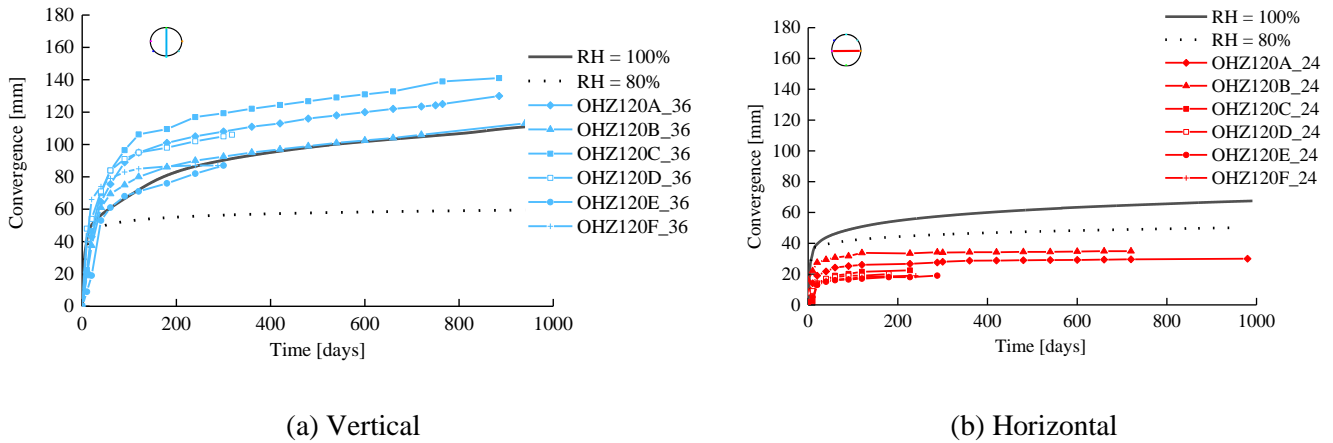 180
160
140
120
100
80
60
40
20
0
Convergence [mm]
0
200
400
600
800
1000
Time [days]
RH = 100%
RH = 80%
OHZ120A_36
OHZ120B_36
OHZ120C_36
OHZ120D_36
OHZ120E_36
OHZ120F_36
(a) Vertical
180
160
140
120
100
80
60
40
20
0
Convergence [mm]
0
200
400
600
800
1000
Time [days]
RH = 100%
RH = 80%
OHZ120A_24
OHZ120B_24
OHZ120C_24
OHZ120D_24
OHZ120E_24
OHZ120F_24
(b) Horizontal